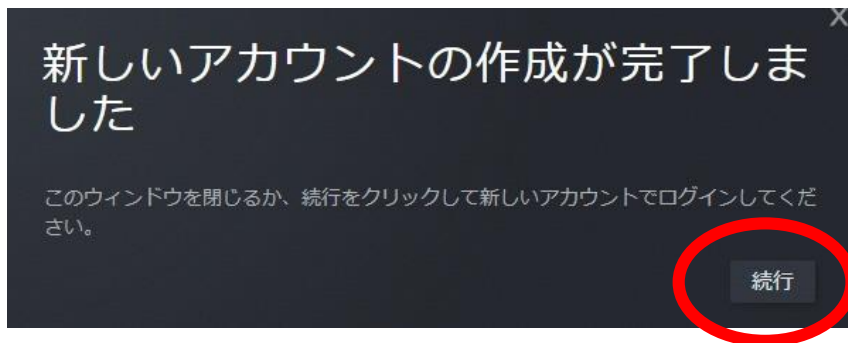 新しいアカウントの作成が完了しま
した
このウィンドウを閉じるか、続行をクリックして新しいアカウントでログインしてくだ
さい。
続行